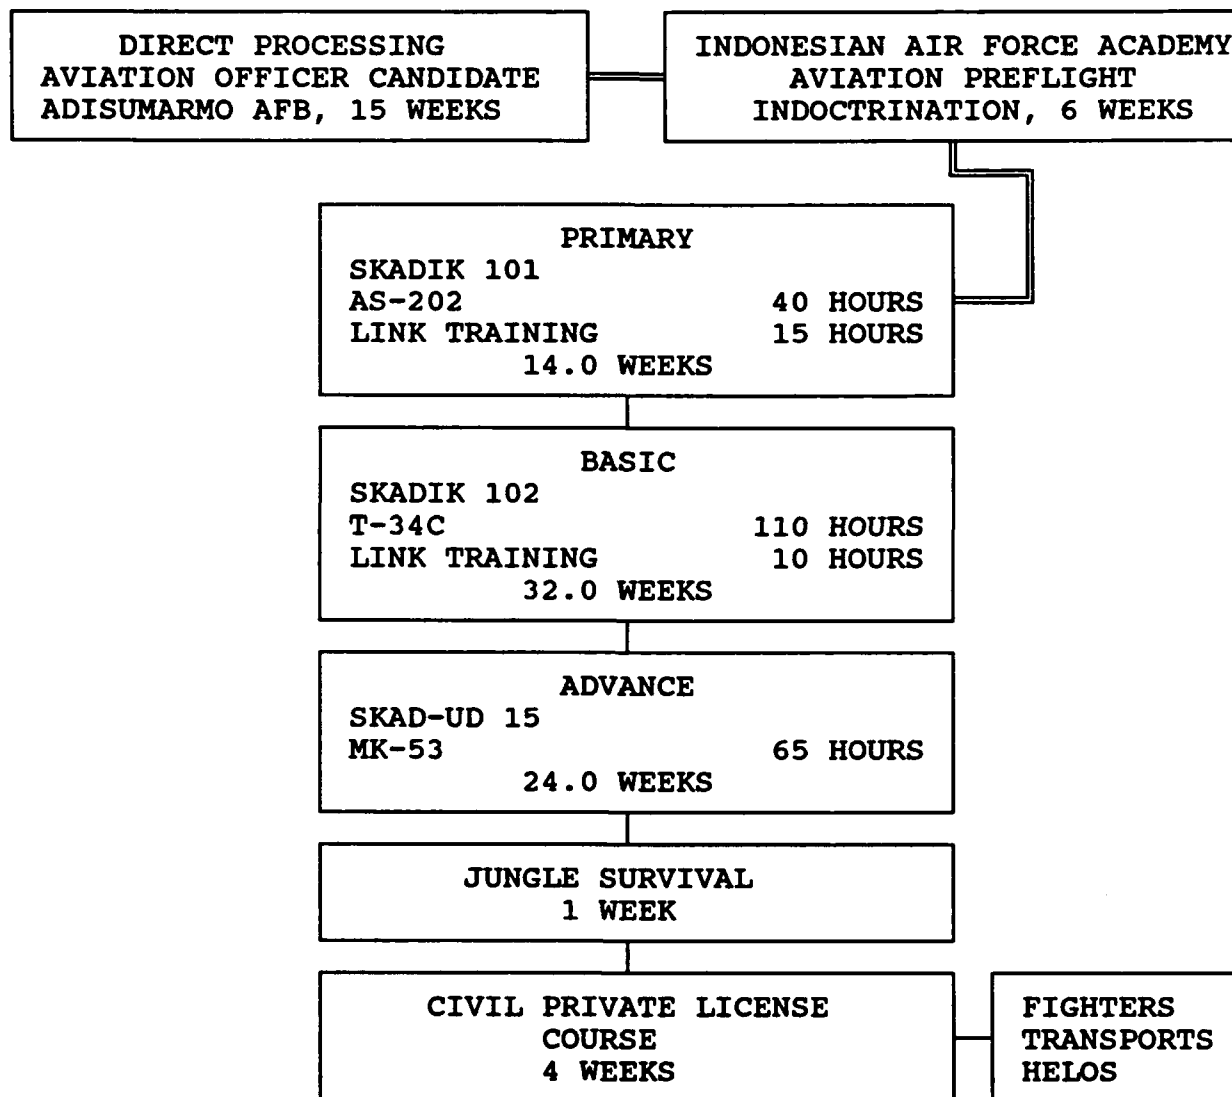 DIRECT PROCESSING
AVIATION OFFICER CANDIDATE
ADISUMARMO AFB, 15 WEEKS
INDONESIAN AIR FORCE ACADEMY
AVIATION PREFLIGHT
INDOCTRINATION, 6 WEEKS
PRIMARY
SKADIK 101
AS-202 40 HOURS
LINK TRAINING 15 HOURS
14.0 WEEKS
BASIC
SKADIK 102
T-34C 110 HOURS
LINK TRAINING 10 HOURS
32.0 WEEKS
ADVANCE
SKAD-UD 15
MK-53 65 HOURS
24.0 WEEKS
JUNGLE SURVIVAL
1 WEEK
CIVIL PRIVATE LICENSE
COURSE
4 WEEKS
FIGHTERS
TRANSPORTS
HELOS